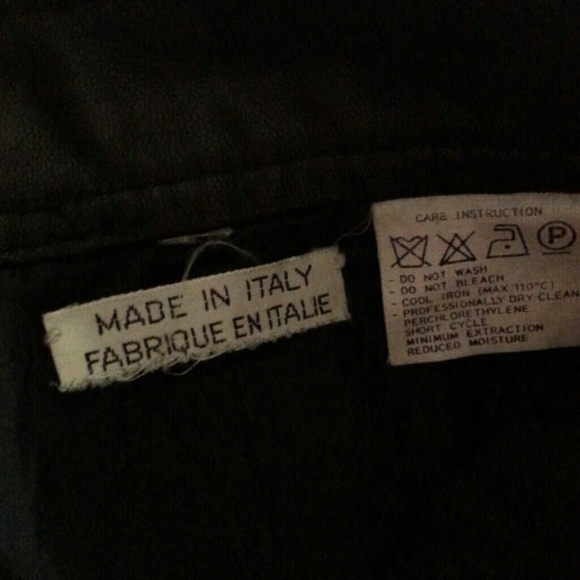 MADE IN ITALY
FABRIQUE EN ITALIE
CARE INSTRUCTION
P
- DO NOT WASH
- DO NOT BLEACH
- COOL IRON (MAX 110°C)
- PROFESSIONALLY DRY CLEAN
PERCHLORETHYLENE
SHORT CYCLE
MINIMUM EXTRACTION
REDUCED MOISTURE